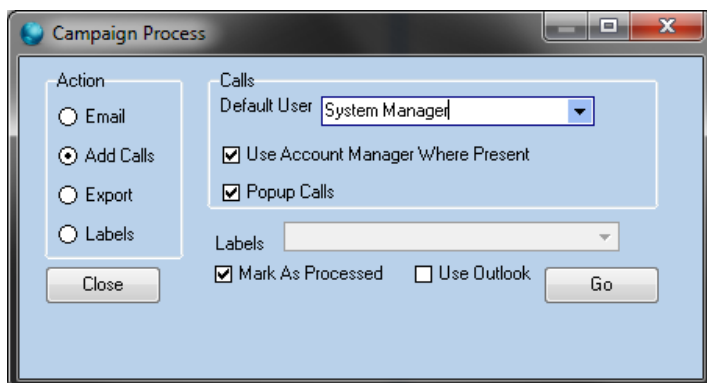 Campaign Process
Action
Email
Add Calls
Export
Labels
Close
Calls
Default User System Manager
Use Account Manager Where Present
Popup Calls
Labels
Mark As Processed Use Outlook
Go